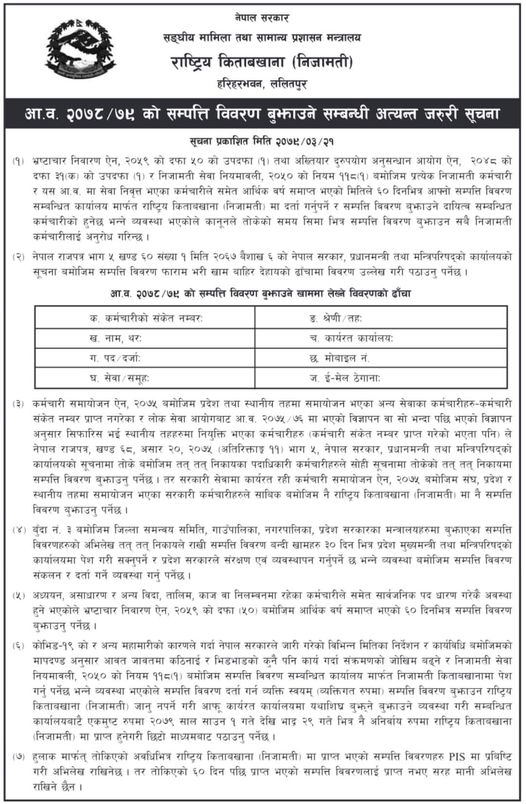 नेपाल सरकार
सङ्घीय मामिला तथा सामान्य प्रशासन मन्त्रालय
राष्ट्रिय किताबखाना (निजामती)
हरिहरभवन, ललितपुर
आ.व. २०७८/७९ को सम्पत्ति विवरण बुझाउने सम्बन्धी अत्यन्त जरुरी सूचना
सूचना प्रकाशित मिति २०७९/०३/२१
(१) भ्रष्टाचार निवारण ऐन, २०५९ को दफा ५० को उपदफा (१) तथा अख्तियार दुरुपयोग अनुसन्धान आयोग ऐन, २०४८ को
दफा ३१(क) को उपदफा (१) र निजामती सेवा नियमावली, २०५० को नियम ११८(१) बमोजिम प्रत्येक निजामती कर्मचारी
र यस आ.व. मा सेवा निवृत्त भएका कर्मचारीले समेत आर्थिक वर्ष समाप्त भएको मितिले ६० दिनभित्र आफ्नो सम्पति विवरण
सम्बन्धित कार्यालय मार्फत राष्ट्रिय किताबखाना (निजामती) मा दर्ता गर्नुपर्ने र सम्पत्ति विवरण बुझाउने दायित्व सम्बन्धित
कर्मचारीको हुनेछ भन्ने व्यवस्था भएकोले कानूनले तोकेको समय सिमा भित्र सम्पत्ति विवरण बुझाउन सबै निजामती
कर्मचारीलाई अनुरोध गरिन्छ ।
(२) नेपाल राजपत्र भाग ५ खण्ड ६० संख्या १ मिति २०६७ बैशाख ६ को नेपाल सरकार, प्रधानमन्त्री तथा मन्त्रिपरिषद्को कार्यालयको
सूचना बमोजिम सम्पत्ति विवरण फाराम भरी खाम बाहिर देहायको ढाँचामा विवरण उल्लेख गरी पठाउनु पर्नेछ ।
आ.व. २०७८/७९ को सम्पत्ति विवरण बुझाउने खाममा लेख्ने विवरणको ढाँचा
क. कर्मचारीको संकेत नम्बर: ङ. श्रेणी/तह:
ख. नाम, थर: च. कार्यरत कार्यालय:
ग. पद/दर्जा: छ. मोबाइल नं.
घ. सेवा/समूह: ज. ई-मेल ठेगाना:
(३) कर्मचारी समायोजन ऐन, २०७५ बमोजिम प्रदेश तथा स्थानीय तहमा समायोजन भएका अन्य सेवाका कर्मचारीहरु-कर्मचारी
संकेत नम्बर प्राप्त नगरेका र लोक सेवा आयोगबाट आ.व. २०७५/७६ मा भएको विज्ञापन वा सो भन्दा पछि भएको विज्ञापन
अनुसार सिफारिस भई स्थानीय तहहरुमा नियुक्ति भएका कर्मचारीहरु (कर्मचारी संकेत नम्बर प्राप्त गरेको भएता पनि) ले
नेपाल राजपत्र, खण्ड ६८, असार २०, २०७५ (अतिरिक्ताङ्क ११) भाग ५, नेपाल सरकार, प्रधानमन्त्री तथा मन्त्रिपरिषद्को
कार्यालयको सूचनामा तोके बमोजिम तत् तत् निकायका पदाधिकारी कर्मचारीहरुले सोही सूचनामा तोकेको तत् तत् निकायमा
सम्पत्ति विवरण बुझाउनु पर्नेछ । तर सरकारी सेवामा कार्यरत रही कर्मचारी समायोजन ऐन, २०७५ बमोजिम संघ, प्रदेश र
स्थानीय तहमा समायोजन भएका सरकारी कर्मचारीहरुले साबिक बमोजिम नै राष्ट्रिय किताबखाना (निजामती) मा नै सम्पत्ति
विवरण बुझाउनु पर्नेछ ।
(४) बुंदा नं. ३ बमोजिम जिल्ला समन्वय समिति, गाउँपालिका, नगरपालिका, प्रदेश सरकारका मन्त्रालयहरुमा बुझाएका सम्पत्ति
विवरणहरुको अभिलेख तत् तत् निकायले राखी सम्पत्ति विवरण बन्दी खामहरु ३० दिन भित्र प्रदेश मुख्यमन्त्री तथा मन्त्रिपरिषद्को
कार्यालयमा पेश गरी सक्नुपर्ने र प्रदेश सरकारले संरक्षण एवं व्यवस्थापन गर्नुपर्ने छ भन्ने व्यवस्था बमोजिम सम्पत्ति विवरण
संकलन र दर्ता गर्ने व्यवस्था गर्नु पर्नेछ ।
(५) अध्ययन, असाधारण र अन्य विदा, तालिम, काज वा निलम्वनमा रहेका कर्मचारीले समेत सार्वजनिक पद धारण गरेकै अवस्था
हुने भएकोले भ्रष्टाचार निवारण ऐन, २०५९ को दफा (५०) बमोजिम आर्थिक वर्ष समाप्त भएको ६० दिनभित्र सम्पत्ति विवरण
बुझाउनु पर्नेछ ।
(६) कोभिड-१९ को र अन्य महामारीको कारणले गर्दा नेपाल सरकारले जारी गरेको विभिन्न मितिका निर्देशन र कार्यविधि बमोजिमको
मापदण्ड अनुसार आवत जावतमा कठिनाई र भिडभाडको कुनै पनि कार्य गर्दा संक्रमणको जोखिम बढ्ने र निजामती सेवा
नियमावली, २०५० को नियम ११८(१) बमोजिम सम्पत्ति विवरण सम्बन्धित कार्यालय मार्फत निजामती किताबखानामा पेश
गर्नु पर्नेछ भन्ने व्यवस्था भएकोले सम्पत्ति विवरण दर्ता गर्न व्यक्ति स्वयम् (व्यक्तिगत रुपमा) सम्पत्ति विवरण बुझाउन राष्ट्रिय
किताबखाना (निजामती) जानु नपर्ने गरी आफू कार्यरत कार्यालयमा यथाशिघ्र बुझ्ने बुझाउने व्यवस्था गरी सम्बन्धित
कार्यालयबाटै एकमुष्ट रुपमा २०७९ साल साउन १ गते देखि भाद्र २९ गते भित्र नै अनिर्वाय रुपमा राष्ट्रिय किताबखाना
(निजामती) मा प्राप्त हुनेगरी छिटो माध्यमबाट पठाउनु पर्नेछ ।
(७) हुलाक मार्फत् तोकिएको अवधिभित्र राष्ट्रिय किताबखाना (निजामती) मा प्राप्त भएको सम्पत्ति विवरणहरु PIS मा प्रविष्टि
गरी अभिलेख राखिनेछ । तर तोकिएको ६० दिन पछि प्राप्त भएको सम्पत्ति विवरणलाई प्राप्त नभए सरह मानी अभिलेख
राखिने छैन ।